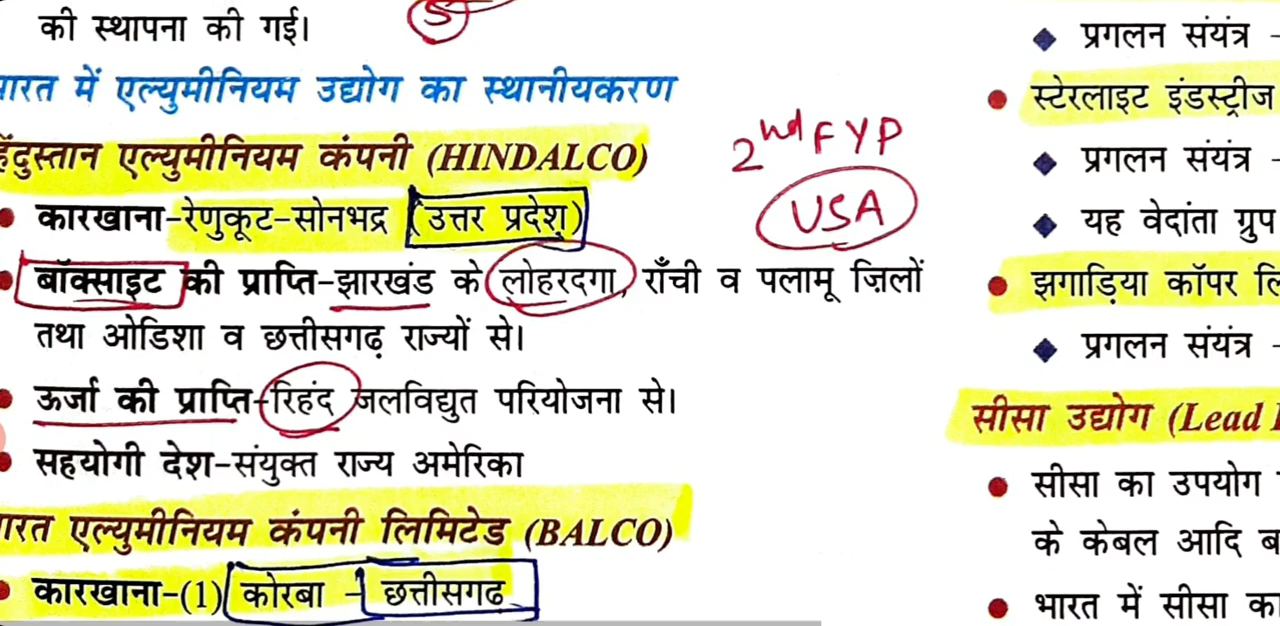 की स्थापना की गई।
5
भारत में एल्युमीनियम उद्योग का स्थानीयकरण
हिंदुस्तान एल्युमीनियम कंपनी (HINDALCO)
2nd FYP
USA
कारखाना-रेणुकूट-सोनभद्र (उत्तर प्रदेश)
बॉक्साइट की प्राप्ति-झारखंड के लोहरदगा, राँची व पलामू ज़िलों
तथा ओडिशा व छत्तीसगढ़ राज्यों से।
ऊर्जा की प्राप्ति-रिहंद जलविद्युत परियोजना से।
सहयोगी देश-संयुक्त राज्य अमेरिका
भारत एल्युमीनियम कंपनी लिमिटेड (BALCO)
कारखाना-(1) कोरबा - छत्तीसगढ़
प्रगलन संयंत्र -
स्टेरलाइट इंडस्ट्रीज
प्रगलन संयंत्र -
यह वेदांता ग्रुप
झगाड़िया कॉपर लि
प्रगलन संयंत्र -
सीसा उद्योग (Lead
सीसा का उपयोग
के केबल आदि ब
भारत में सीसा का